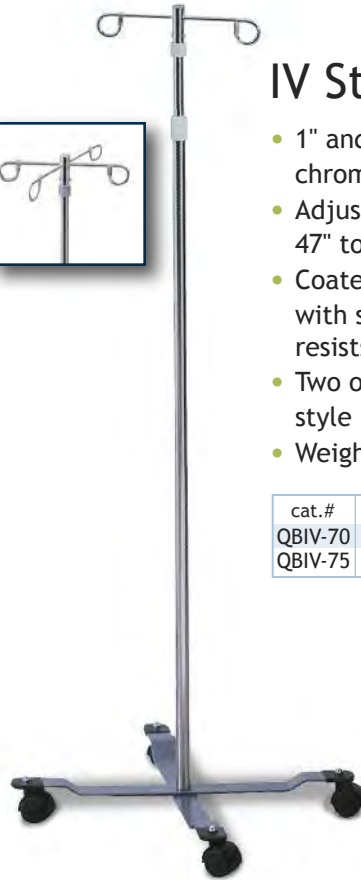 IV St
• 1" and
chrom
• Adjus
47" to
• Coate
with s
resists
• Two o
style
• Weigh
cat.#
QBIV-70
QBIV-75